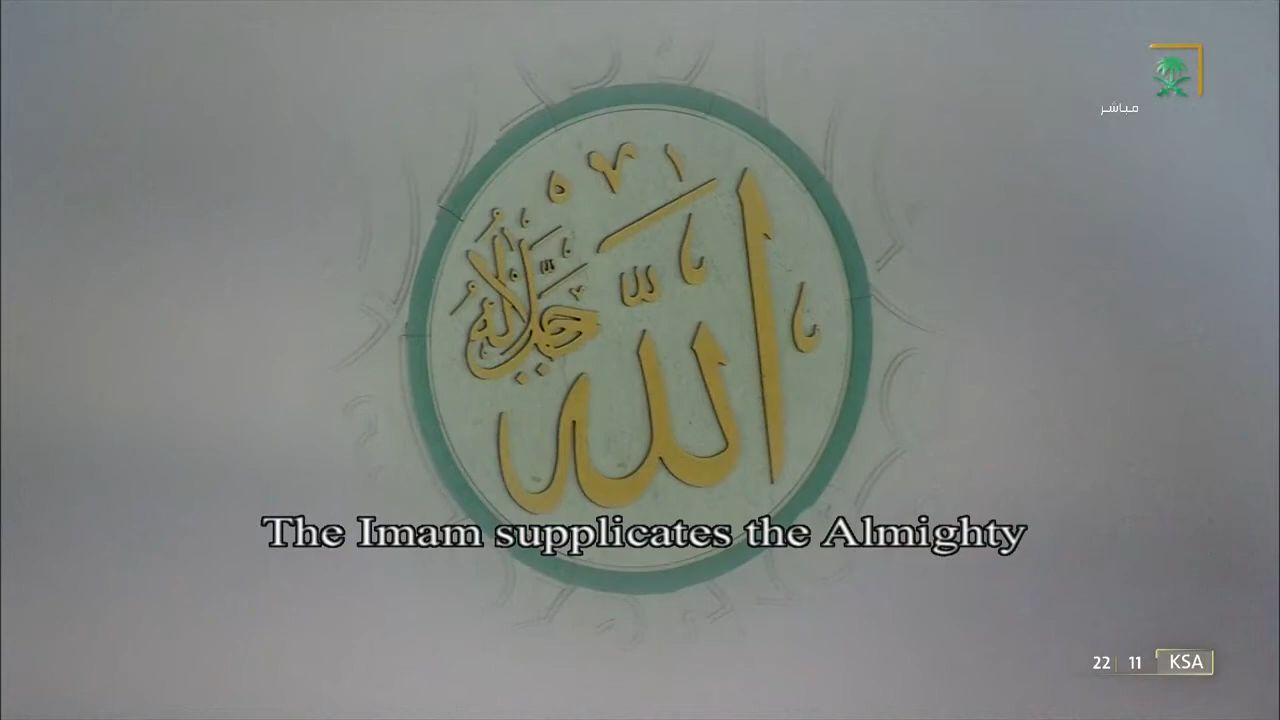 مباشر
الله
جل جلاله
The Imam supplicates the Almighty
22 11 KSA